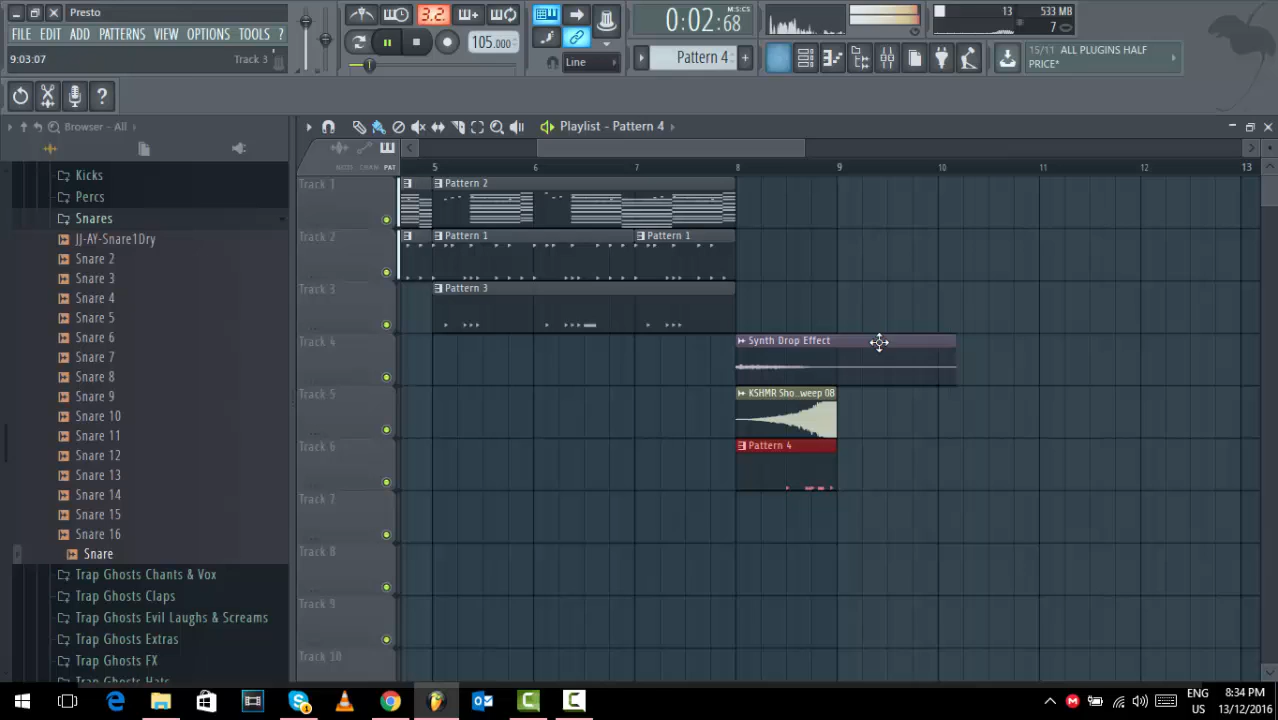 Presto
FILE EDIT ADD PATTERNS VIEW OPTIONS TOOLS ?
9:03:07 Track 3
3.2
105.000
0:02:68
M:S:CS
Line
Pattern 4
13
533 MB
7
15/11 ALL PLUGINS HALF
PRICE*
Browser - All
Playlist - Pattern 4
5 6 7 8 9 10 11 12 13
Kicks
Percs
Snares
JJ-AY-Snare1Dry
Snare 2
Snare 3
Snare 4
Snare 5
Snare 6
Snare 7
Snare 8
Snare 9
Snare 10
Snare 11
Snare 12
Snare 13
Snare 14
Snare 15
Snare 16
Snare
Trap Ghosts Chants & Vox
Trap Ghosts Claps
Trap Ghosts Evil Laughs & Screams
Trap Ghosts Extras
Trap Ghosts FX
Trap Ghosts Hats
Track 1
Pattern 2
Track 2
Pattern 1 Pattern 1
Track 3
Pattern 3
Track 4
Synth Drop Effect
Track 5
KSHMR Sho..weep 08
Track 6
Pattern 4
Track 7
Track 8
Track 9
Track 10
ENG
US
8:34 PM
13/12/2016